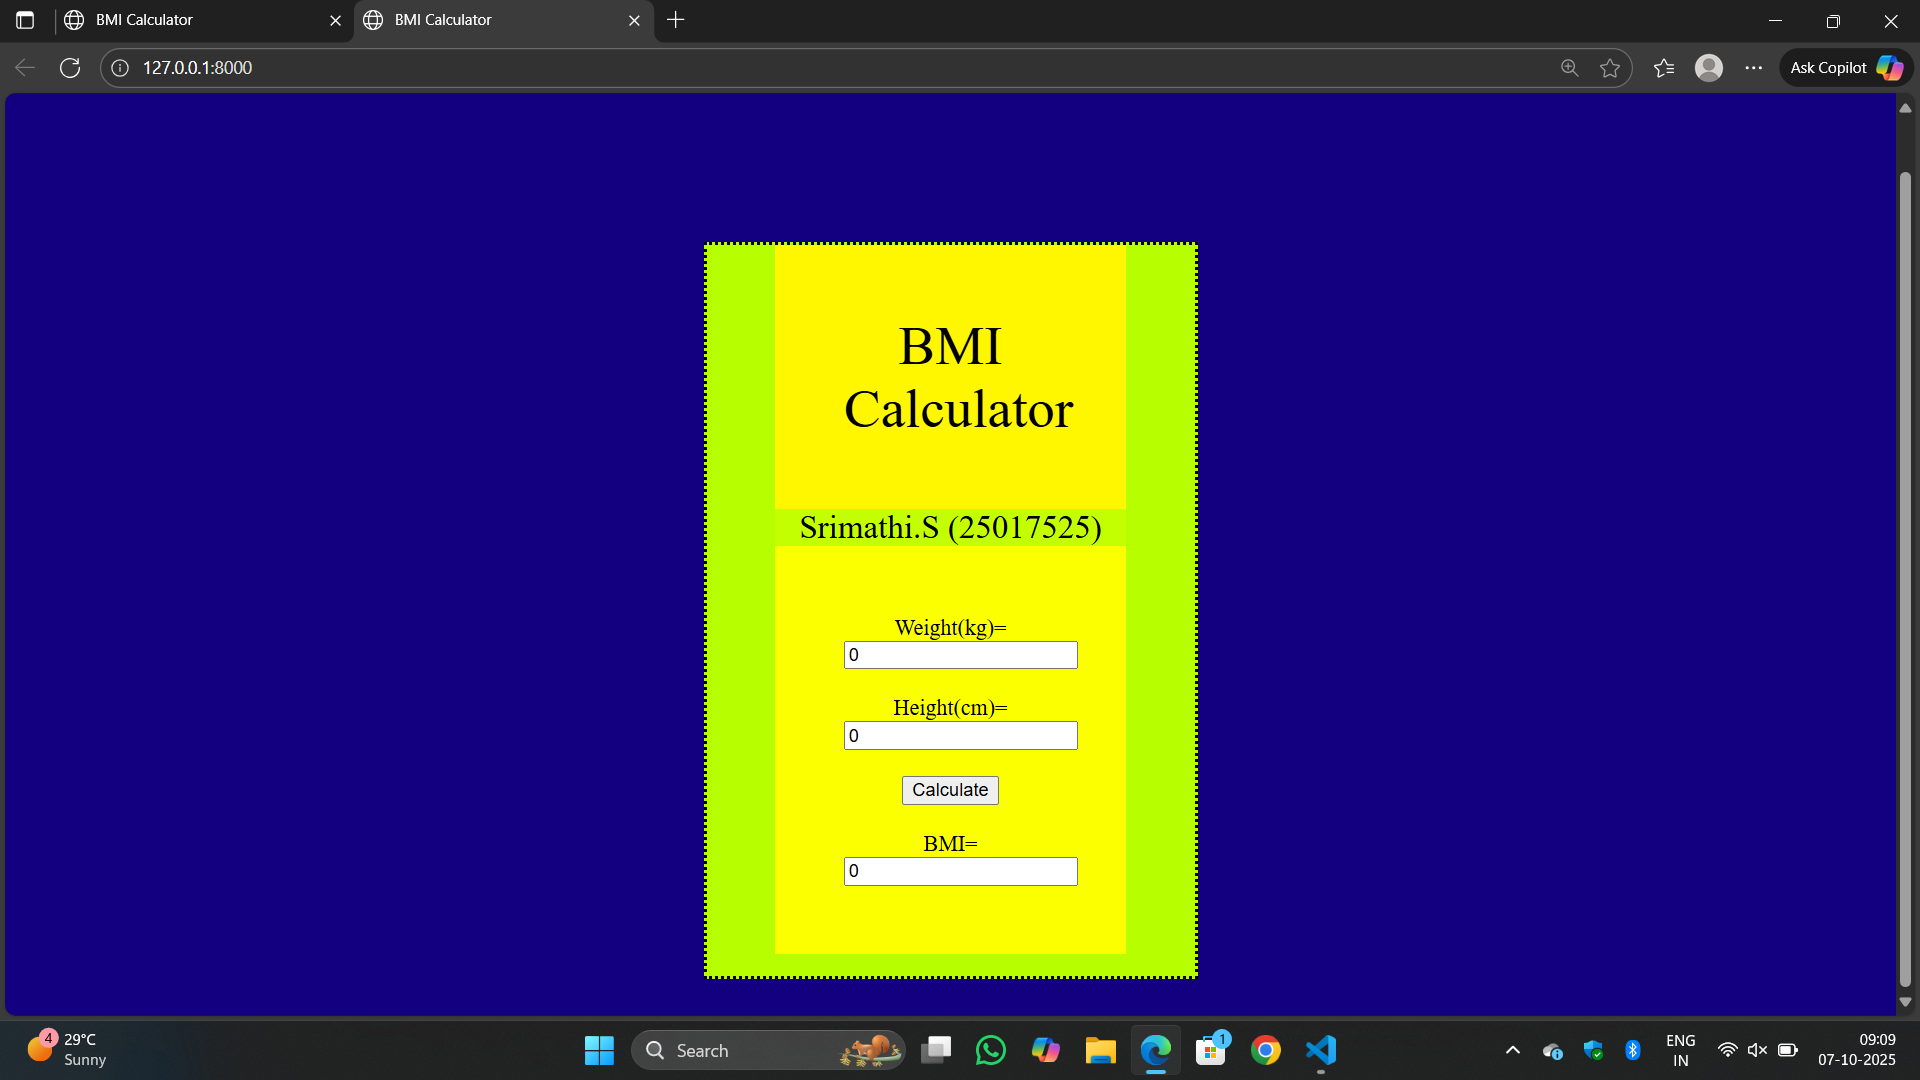 BMI Calculator
BMI Calculator
127.0.0.1:8000
Ask Copilot
BMI
Calculator
Srimathi.S (25017525)
Weight(kg)=
0
Height(cm)=
0
Calculate
BMI=
0
4
29°C
Sunny
Search
1
ENG
IN
09:09
07-10-2025